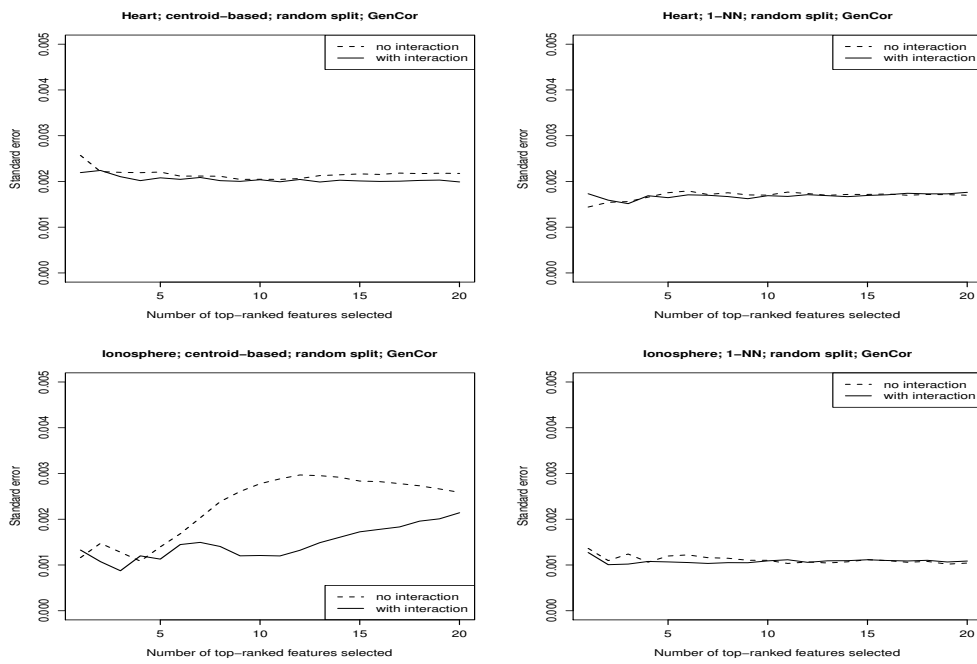 Heart; centroid−based; random split; GenCor
no interaction
with interaction
Standard error
0.005
0.004
0.003
0.002
0.001
0.000
5 10 15 20
Number of top−ranked features selected
Heart; 1−NN; random split; GenCor
no interaction
with interaction
Standard error
0.005
0.004
0.003
0.002
0.001
0.000
5 10 15 20
Number of top−ranked features selected
Ionosphere; centroid−based; random split; GenCor
Standard error
0.005
0.004
0.003
0.002
0.001
0.000
no interaction
with interaction
5 10 15 20
Number of top−ranked features selected
Ionosphere; 1−NN; random split; GenCor
no interaction
with interaction
Standard error
0.005
0.004
0.003
0.002
0.001
0.000
5 10 15 20
Number of top−ranked features selected